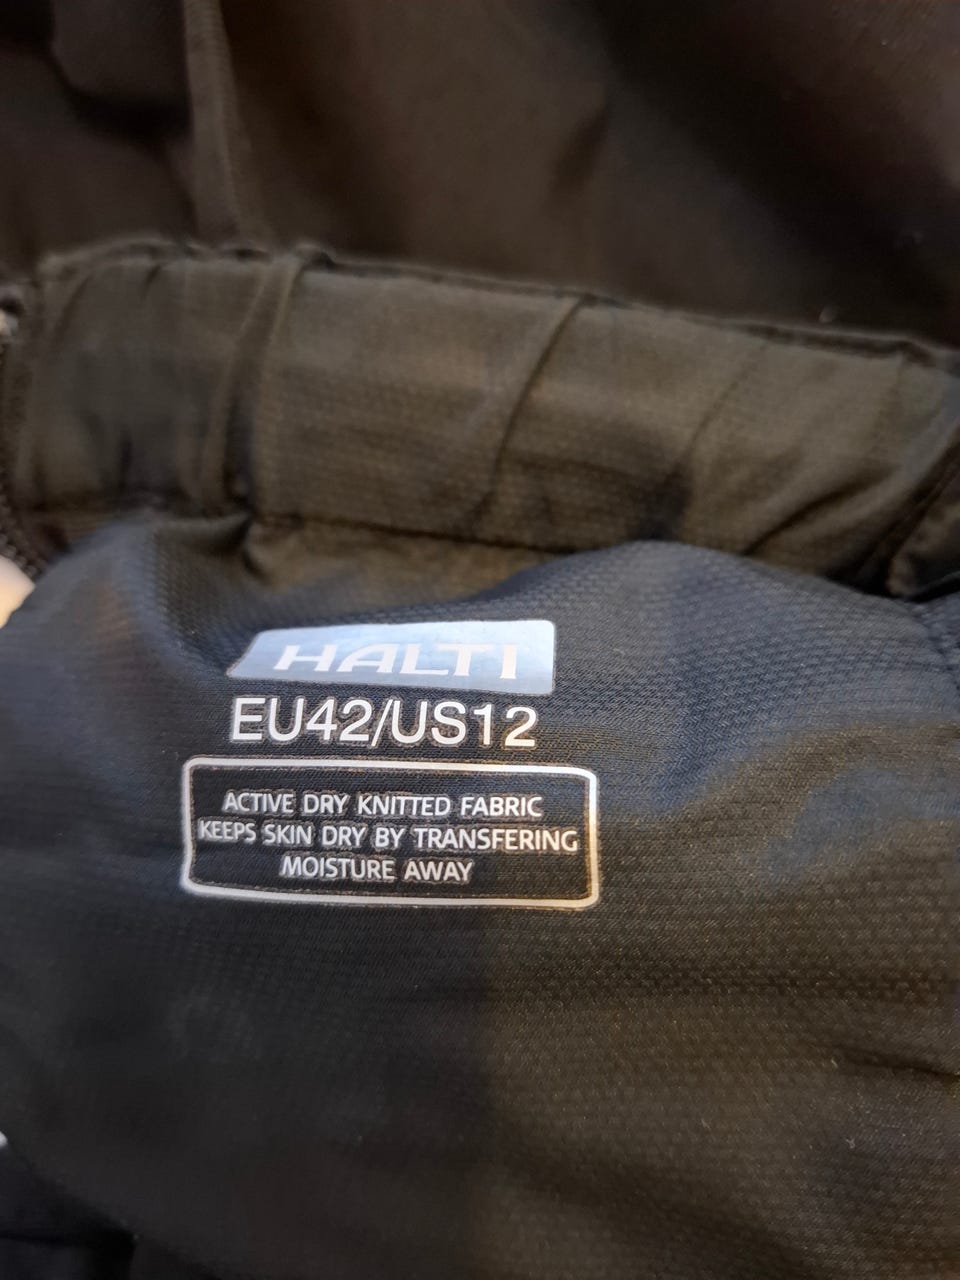 HALTI
EU42/US12
ACTIVE DRY KNITTED FABRIC
KEEPS SKIN DRY BY TRANSFERING
MOISTURE AWAY